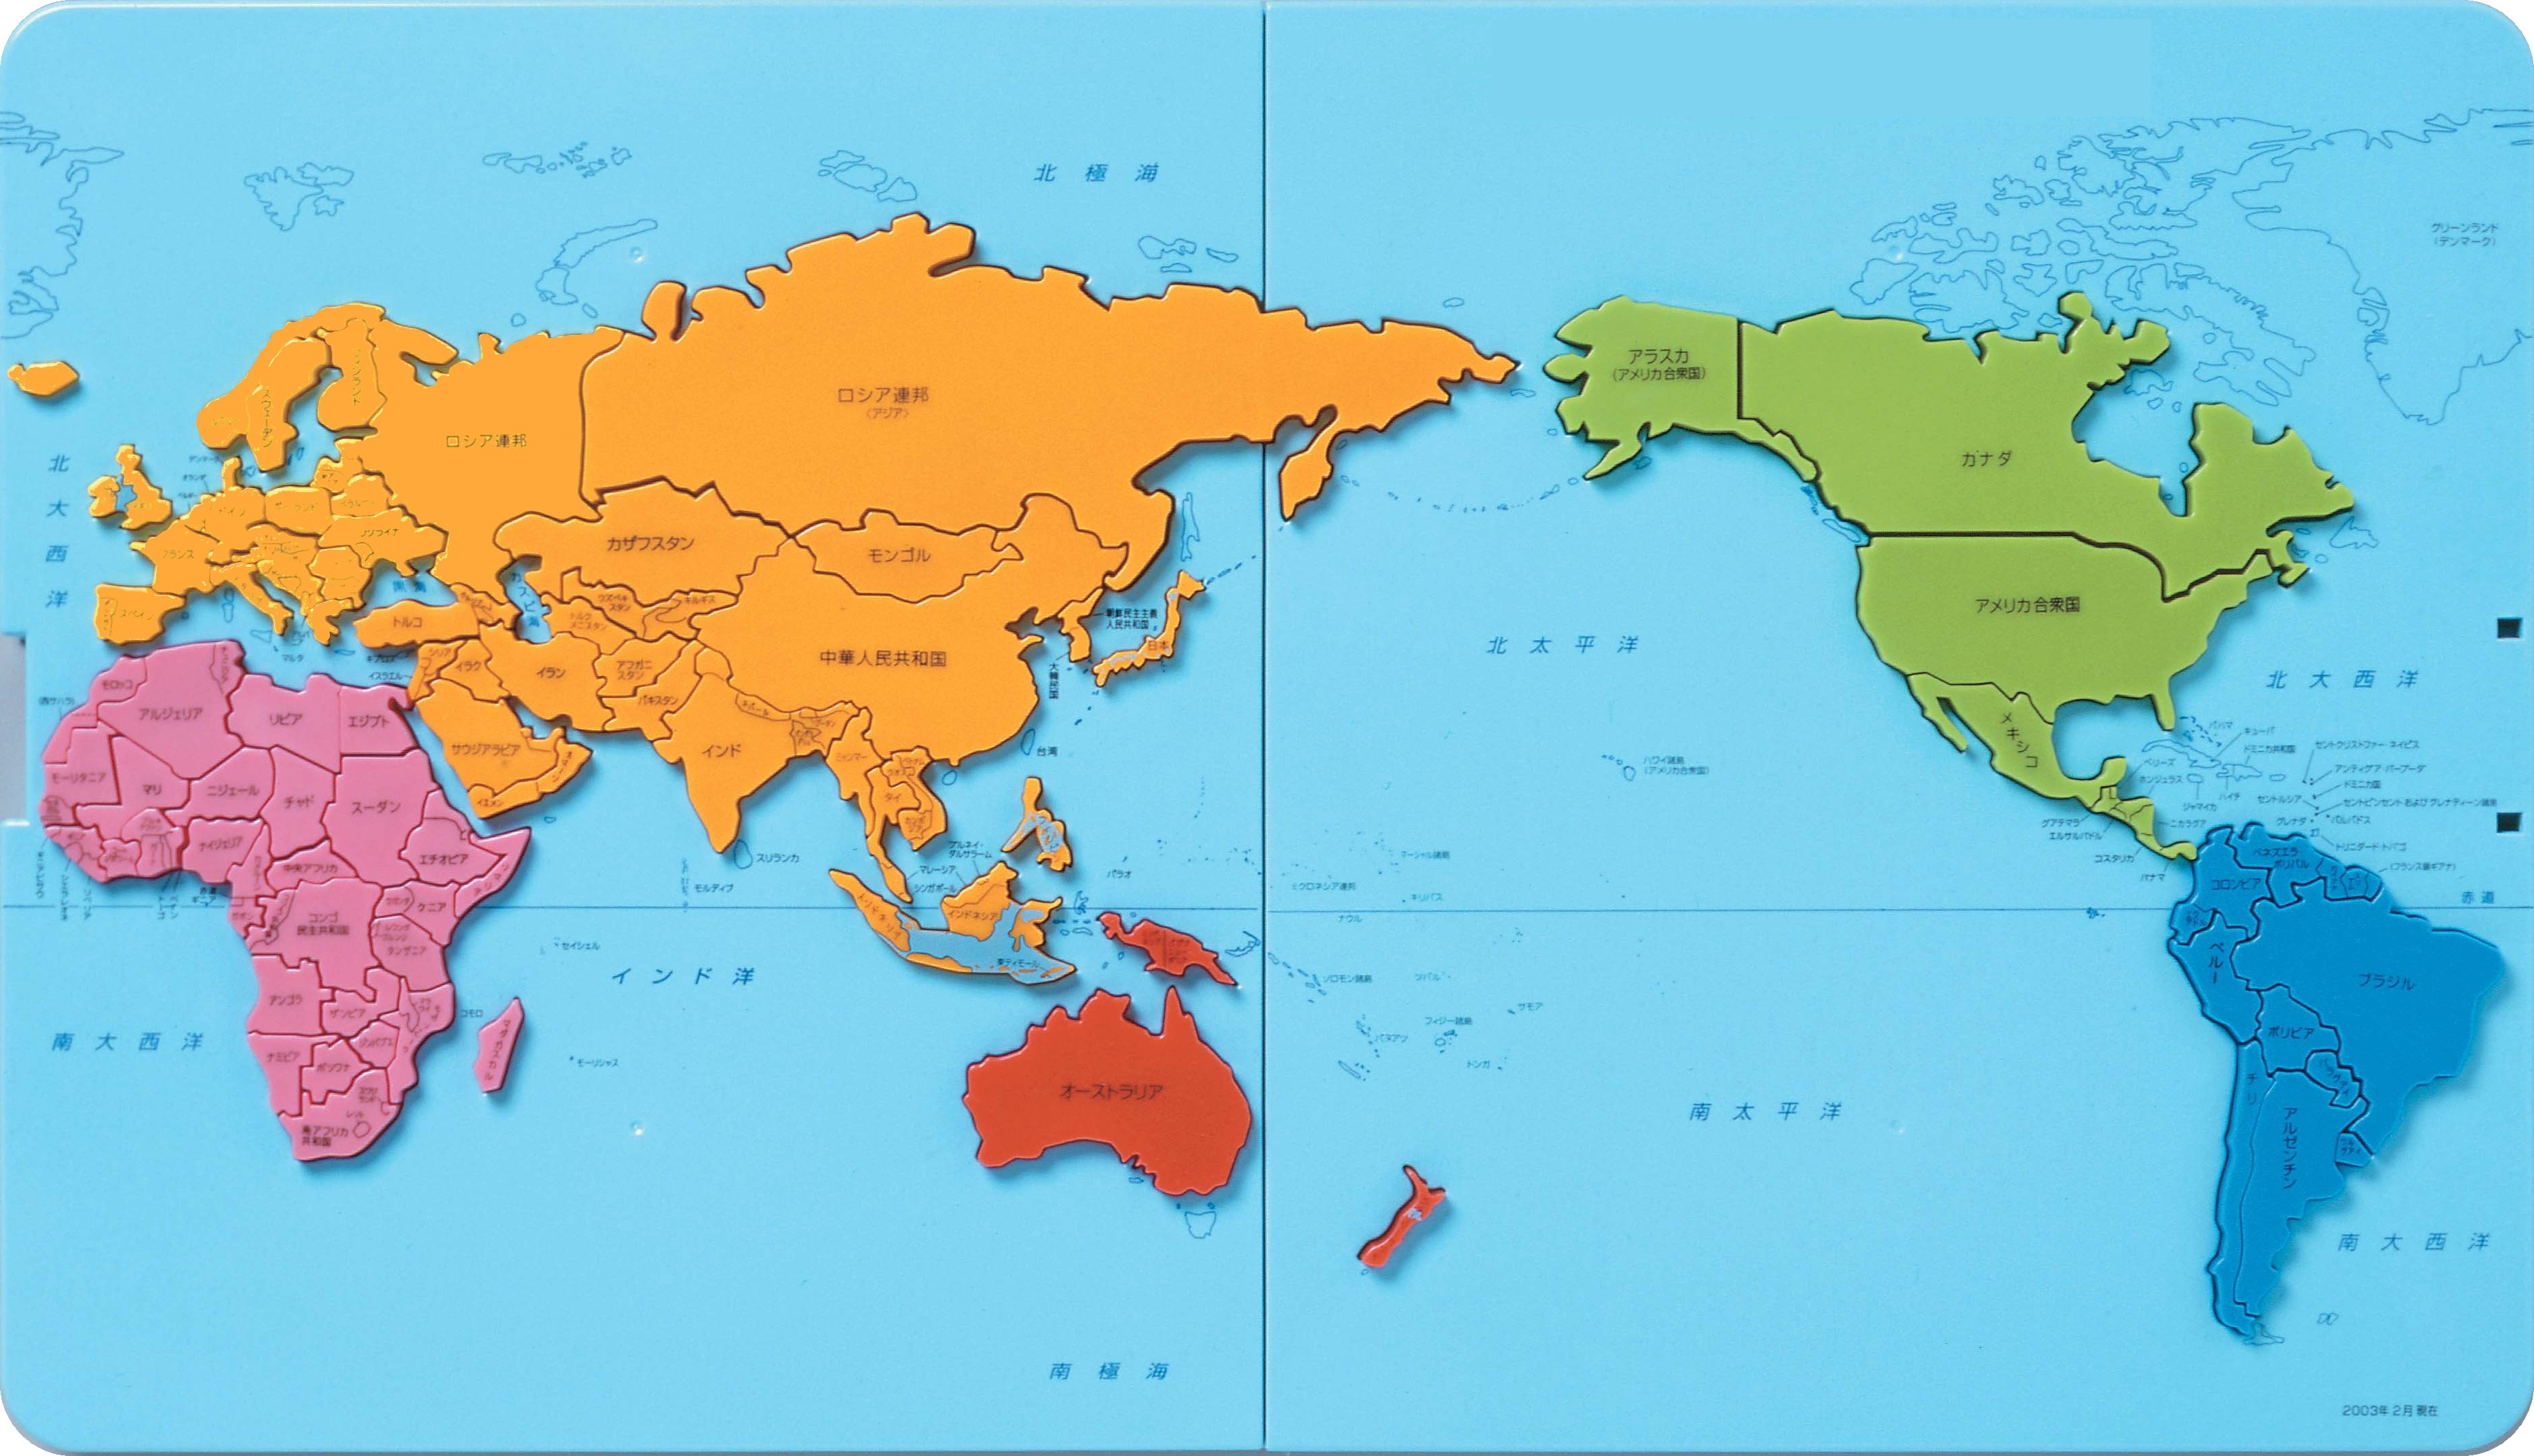 北極海
グリーンランド
(デンマーク)
アラスカ
(アメリカ合衆国)
ロシア連邦
(アジア)
ロシア連邦
カナダ
フィンランド
スウェーデン
北大西洋
デンマーク
オランダ
ドイツ
ポーランド
ウクライナ
フランス
スペイン
カザフスタン
モンゴル
黒海
カスピ海
ウズベキ
スタン
キルギス
トルク
メニスタン
トルコ
朝鮮民主主義
人民共和国
日本
大韓民国
アメリカ合衆国
北太平洋
中華人民共和国
マルタ
キプロス
シリア
イラク
イスラエル
イラン
アフガニ
スタン
パキスタン
ネパール
北大西洋
モロッコ
(西サハラ)
アルジェリア
リビア
エジプト
サウジアラビア
オマーン
イエメン
インド
ミャンマー
ラオス
タイ
台湾
メキシコ
ハワイ諸島
(アメリカ合衆国)
バハマ
キューバ
ドミニカ共和国
セントクリストファー・ネイビス
アンティグア・バーブーダ
ドミニカ国
セントルシア
セントビンセントおよびグレナディーン諸島
グレナダ
バルバドス
トリニダード・トバゴ
(フランス領ギアナ)
ベリーズ
ホンジュラス
ジャマイカ
ハイチ
グアテマラ
エルサルバドル
ニカラグア
コスタリカ
パナマ
モーリタニア
マリ
ニジェール
チャド
スーダン
ナイジェリア
中央アフリカ
エチオピア
ソマリア
ケニア
コンゴ
民主共和国
タンザニア
ガボン
アンゴラ
ザンビア
ジンバブエ
ナミビア
ボツワナ
南アフリカ
共和国
マダガスカル
コモロ
セイシェル
モーリシャス
スリランカ
モルディブ
ブルネイ・
ダルサラーム
マレーシア
シンガポール
インドネシア
東ティモール
パラオ
マーシャル諸島
ミクロネシア連邦
キリバス
ナウル
ソロモン諸島
ツバル
サモア
フィジー諸島
バヌアツ
トンガ
赤道
ベネズエラ
ボリバル
コロンビア
ペルー
ブラジル
ボリビア
パラグアイ
チリ
アルゼンチン
インド洋
南大西洋
オーストラリア
南太平洋
南大西洋
南極海
2003年2月現在